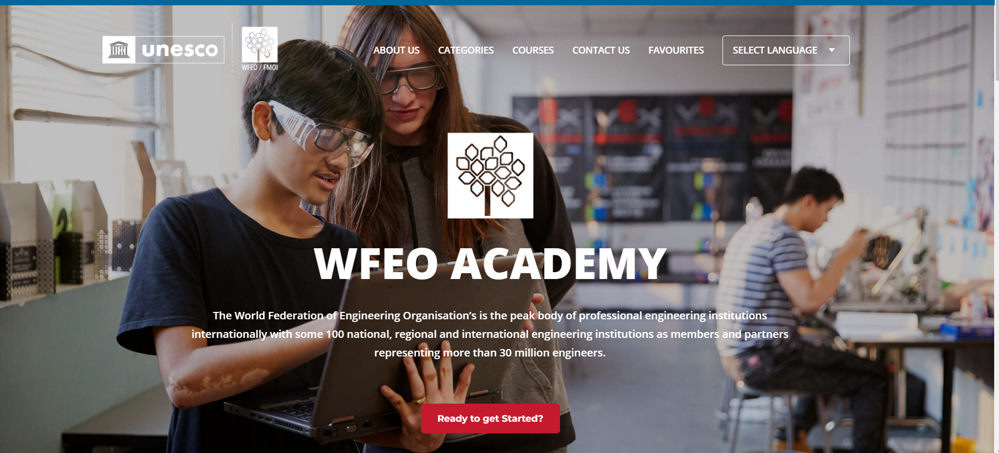 unesco
WFEO / FMOI
ABOUT US
CATEGORIES
COURSES
CONTACT US
FAVOURITES
SELECT LANGUAGE
WFEO ACADEMY
The World Federation of Engineering Organisation’s is the peak body of professional engineering institutions
internationally with some 100 national, regional and international engineering institutions as members and partners
representing more than 30 million engineers.
Ready to get Started?